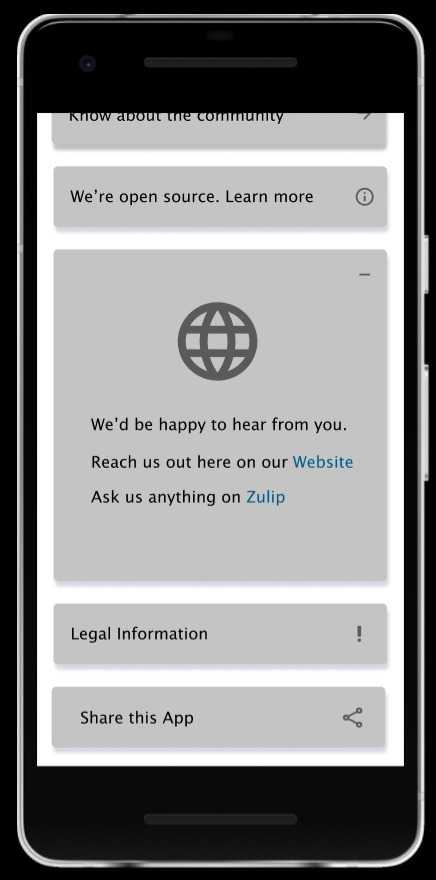 Know about the community
We're open source. Learn more
We'd be happy to hear from you.
Reach us out here on our Website
Ask us anything on Zulip
Legal Information
Share this App